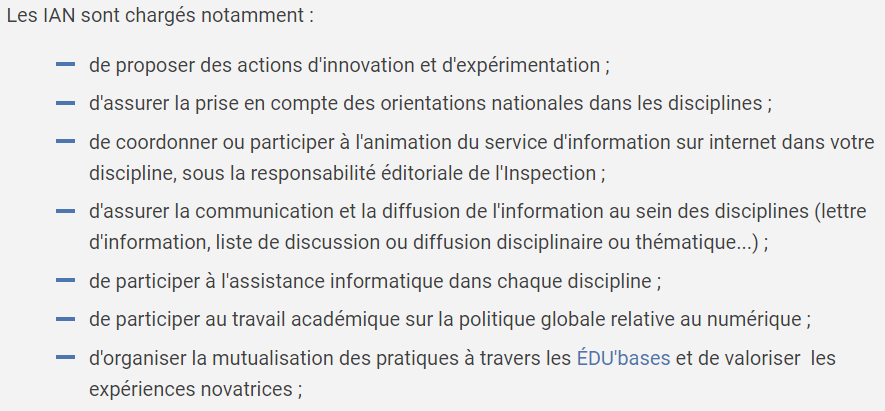 Les IAN sont chargés notamment :
de proposer des actions d'innovation et d'expérimentation ;
d'assurer la prise en compte des orientations nationales dans les disciplines ;
de coordonner ou participer à l'animation du service d'information sur internet dans votre
discipline, sous la responsabilité éditoriale de l'Inspection ;
d'assurer la communication et la diffusion de l'information au sein des disciplines (lettre
d'information, liste de discussion ou diffusion disciplinaire ou thématique...) ;
de participer à l'assistance informatique dans chaque discipline ;
de participer au travail académique sur la politique globale relative au numérique ;
d'organiser la mutualisation des pratiques à travers les ÉDU'bases et de valoriser  les
expériences novatrices ;